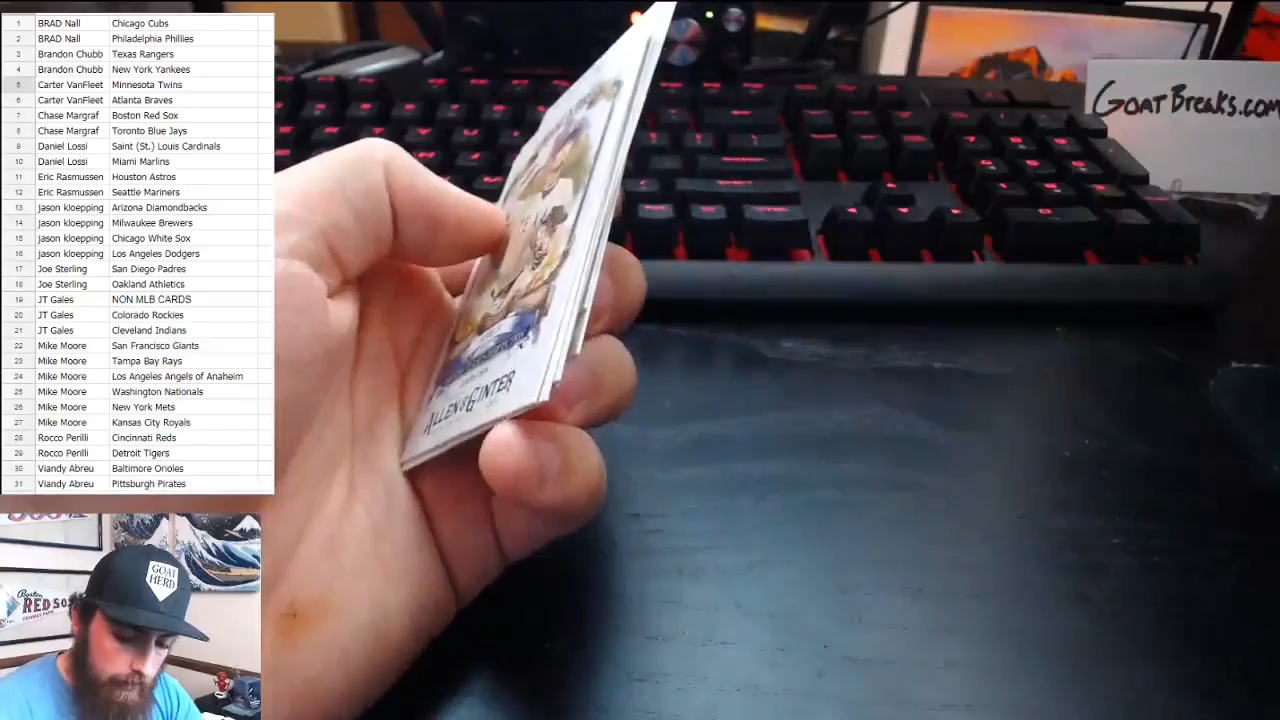 1 BRAD Nall Chicago Cubs
2 BRAD Nall Philadelphia Phillies
3 Brandon Chubb Texas Rangers
4 Brandon Chubb New York Yankees
5 Carter VanFleet Minnesota Twins
6 Carter VanFleet Atlanta Braves
7 Chase Margraf Boston Red Sox
8 Chase Margraf Toronto Blue Jays
9 Daniel Lossi Saint (St.) Louis Cardinals
10 Daniel Lossi Miami Marlins
11 Eric Rasmussen Houston Astros
12 Eric Rasmussen Seattle Mariners
13 jason kloepping Arizona Diamondbacks
14 jason kloepping Milwaukee Brewers
15 jason kloepping Chicago White Sox
16 jason kloepping Los Angeles Dodgers
17 Joe Sterling San Diego Padres
18 Joe Sterling Oakland Athletics
19 JT Gales NON MLB CARDS
20 JT Gales Colorado Rockies
21 JT Gales Cleveland Indians
22 Mike Moore San Francisco Giants
23 Mike Moore Tampa Bay Rays
24 Mike Moore Los Angeles Angels of Anaheim
25 Mike Moore Washington Nationals
26 Mike Moore New York Mets
27 Mike Moore Kansas City Royals
28 Rocco Perilli Cincinnati Reds
29 Rocco Perilli Detroit Tigers
30 Viandy Abreu Baltimore Orioles
31 Viandy Abreu Pittsburgh Pirates
GOATBREAKS.COM
ALLEN & GINTER
GOAT
HERD
Boston
RED SOX